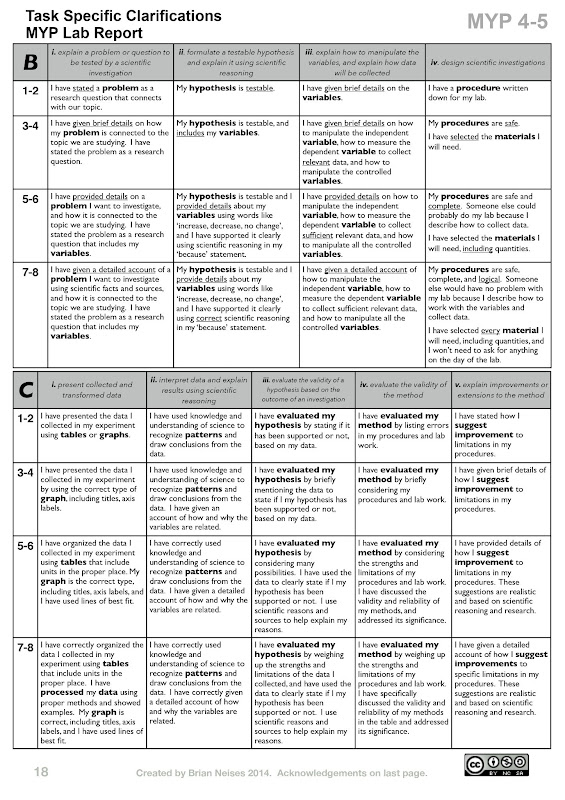 Task Specific Clarifications
MYP Lab Report
MYP 4-5
B
i. explain a problem or question to
be tested by a scientific
investigation
ii. formulate a testable hypothesis
and explain it using scientific
reasoning
iii. explain how to manipulate the
variables, and explain how data
will be collected
iv. design scientific investigations
1-2
I have stated a problem as a
research question that connects
with our topic.
My hypothesis is testable.
I have given brief details on the
variables.
I have a procedure written
down for my lab.
3-4
I have given brief details on how
my problem is connected to the
topic we are studying. I have
stated the problem as a research
question.
My hypothesis is testable, and
includes my variables.
I have given brief details on how
to manipulate the independent
variable, how to measure the
dependent variable to collect
relevant data, and how to
manipulate the controlled
variables.
My procedures are safe.
I have selected the materials I
will need.
5-6
I have provided details on a
problem I want to investigate,
and how it is connected to the
topic we are studying. I have
stated the problem as a research
question that includes my
variables.
My hypothesis is testable and I
provided details about my
variables using words like
'increase, decrease, no change',
and I have supported it clearly
using scientific reasoning in my
'because' statement.
I have provided details on how to
manipulate the independent
variable, how to measure the
dependent variable to collect
sufficient relevant data, and how
to manipulate all the controlled
variables.
My procedures are safe and
complete. Someone else could
probably do my lab because I
describe how to collect data.
I have selected the materials I
will need, including quantities.
7-8
I have given a detailed account of a
problem I want to investigate
using scientific facts and sources,
and how it is connected to the
topic we are studying. I have
stated the problem as a research
question that includes my
variables.
My hypothesis is testable and I
provide details about my
variables using words like
'increase, decrease, no change',
and I have supported it clearly
using correct scientific reasoning
in my 'because' statement.
I have given a detailed account of
how to manipulate the
independent variable, how to
measure the dependent variable
to collect sufficient relevant data,
and how to manipulate all the
controlled variables.
My procedures are safe,
complete, and logical. Someone
else would have no problem with
my lab because I describe how to
work with the variables and
collect data.
I have selected every material I
will need, including quantities, and
I won't need to ask for anything
on the day of the lab.
C
i. present collected and
transformed data
ii. interpret data and explain
results using scientific
reasoning
iii. evaluate the validity of a
hypothesis based on the
outcome of an investigation
iv. evaluate the validity of
the method
v. explain improvements or
extensions to the method
1-2
I have presented the data I
collected in my experiment
using tables or graphs.
I have used knowledge and
understanding of science to
recognize patterns and
draw conclusions from the
data.
I have evaluated my
hypothesis by stating if it
has been supported or not,
based on my data.
I have evaluated my
method by listing errors
in my procedures and lab
work.
I have stated how I
suggest
improvement to
limitations in my
procedures.
3-4
I have presented the data I
collected in my experiment
by using the correct type of
graph, including titles, axis
labels.
I have used knowledge and
understanding of science to
recognize patterns and
draw conclusions from the
data. I have given an
account of how and why the
variables are related.
I have evaluated my
hypothesis by briefly
mentioning the data to
state if my hypothesis has
been supported or not,
based on my data.
I have evaluated my
method by briefly
considering my
procedures and lab work.
I have given brief details of
how I suggest
improvement to
limitations in my
procedures.
5-6
I have organized the data I
collected in my experiment
using tables that include
units in the proper place. My
graph is the correct type,
including titles, axis labels, and
I have used lines of best fit.
I have correctly used
knowledge and
understanding of science to
recognize patterns and
draw conclusions from the
data. I have given a detailed
account of how and why the
variables are related.
I have evaluated my
hypothesis by
considering many
possibilities. I have used the
data to clearly state if my
hypothesis has been
supported or not. I use
scientific reasons and
sources to help explain my
reasons.
I have evaluated my
method by considering
the strengths and
limitations of my
procedures and lab work.
I have discussed the
validity and reliability of
my methods, and
addressed its significance.
I have provided details of
how I suggest
improvement to
limitations in my
procedures. These
suggestions are realistic
and based on scientific
reasoning and research.
7-8
I have correctly organized the
data I collected in my
experiment using tables
that include units in the
proper place. I have
processed my data using
proper methods and showed
examples. My graph is
correct, including titles, axis
labels, and I have used lines of
best fit.
I have correctly used
knowledge and
understanding of science to
recognize patterns and
draw conclusions from the
data. I have correctly given
a detailed account of how
and why the variables are
related.
I have evaluated my
hypothesis by weighing
up the strengths and
limitations of the data I
collected, and have used the
data to clearly state if my
hypothesis has been
supported or not. I use
scientific reasons and
sources to help explain my
reasons.
I have evaluated my
method by weighing up
the strengths and
limitations of my
procedures and lab work.
I have specifically
discussed the validity and
reliability of my methods
in the table and addressed
its significance.
I have given a detailed
account of how I suggest
improvements to
specific limitations in my
procedures. These
suggestions are realistic
and based on scientific
reasoning and research.
18
Created by Brian Neises 2014. Acknowledgements on last page.
cc
BY NC SA